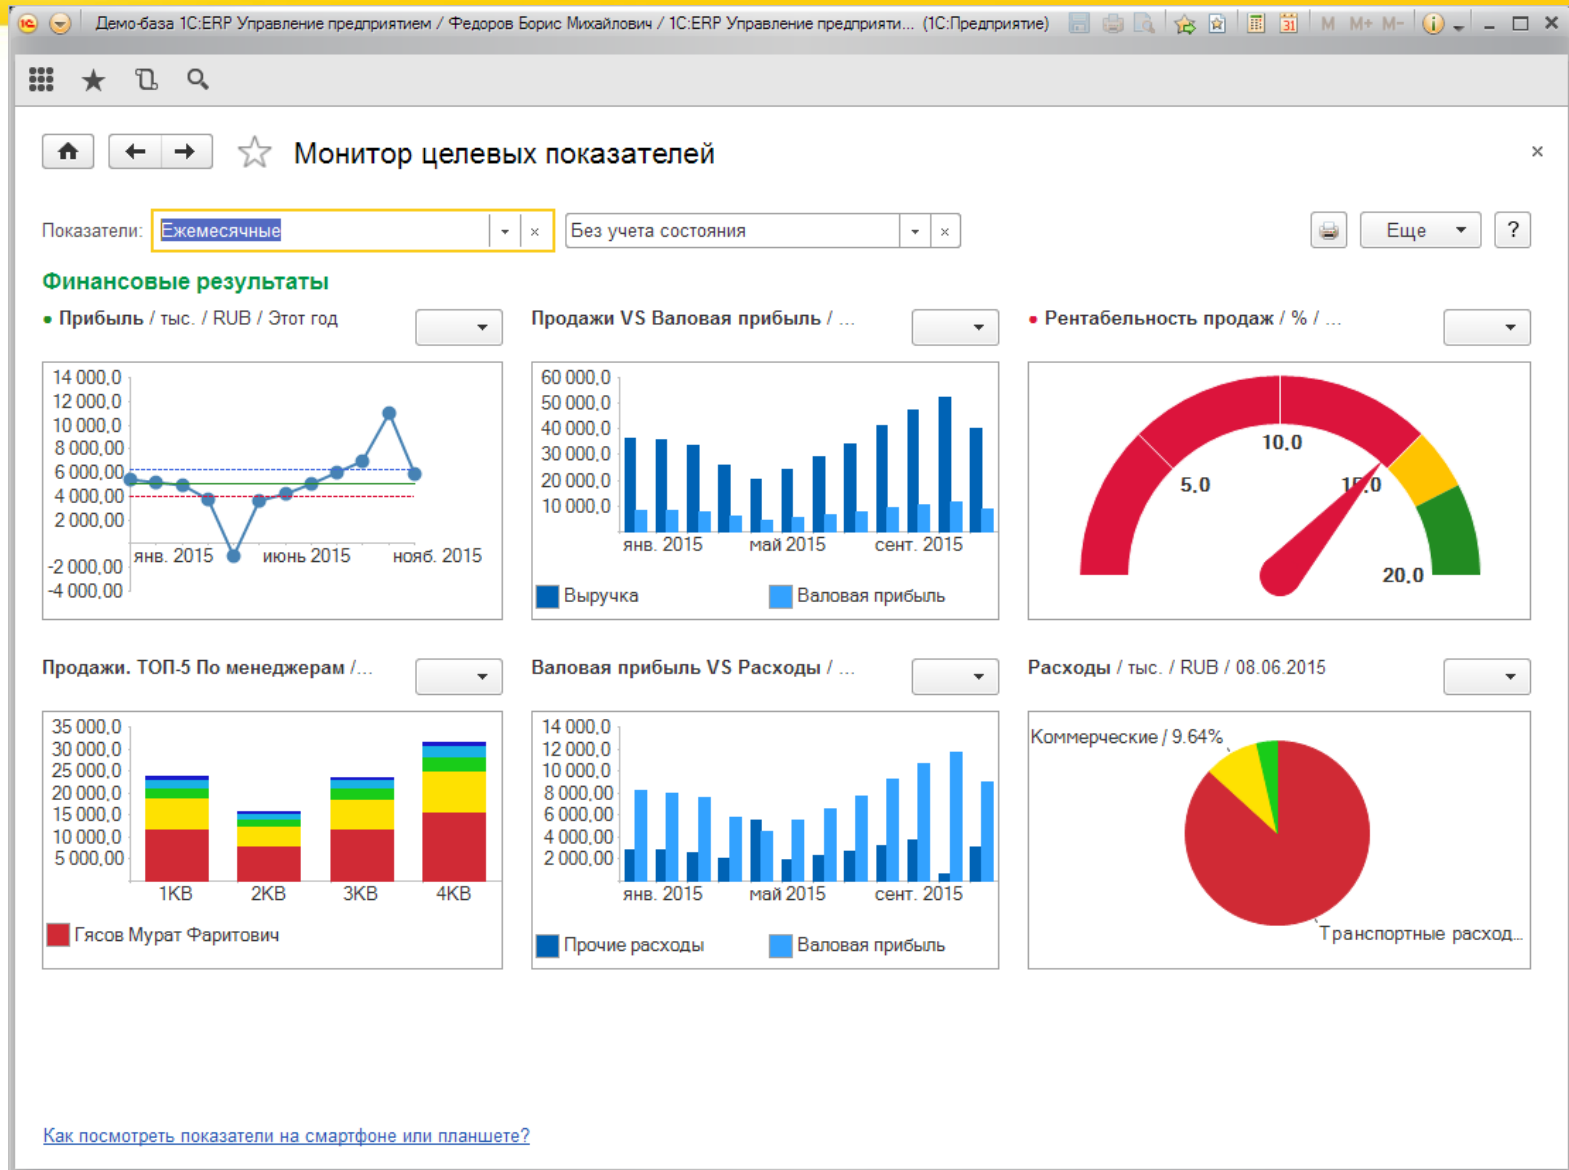 Демо-база 1С:ERP Управление предприятием / Федоров Борис Михайлович / 1С:ERP Управление предприяти... (1С:Предприятие)
M M+ M-
Монитор целевых показателей
Показатели: Ежемесячные
Без учета состояния
Еще
?
Финансовые результаты
Прибыль / тыс. / RUB / Этот год
14 000,0
12 000,0
10 000,0
8 000,00
6 000,00
4 000,00
2 000,00
-2 000,00
-4 000,00
янв. 2015 июнь 2015 нояб. 2015
Продажи VS Валовая прибыль / ...
60 000,0
50 000,0
40 000,0
30 000,0
20 000,0
10 000,0
янв. 2015 май 2015 сент. 2015
Выручка Валовая прибыль
Рентабельность продаж / % / ...
5,0
10,0
15,0
20,0
Продажи. ТОП-5 По менеджерам /...
35 000,0
30 000,0
25 000,0
20 000,0
15 000,0
10 000,0
5 000,00
1КВ 2КВ 3КВ 4КВ
Гясов Мурат Фаритович
Валовая прибыль VS Расходы / ...
14 000,0
12 000,0
10 000,0
8 000,00
6 000,00
4 000,00
2 000,00
янв. 2015 май 2015 сент. 2015
Прочие расходы Валовая прибыль
Расходы / тыс. / RUB / 08.06.2015
Коммерческие / 9.64%
Транспортные расход...
Как посмотреть показатели на смартфоне или планшете?